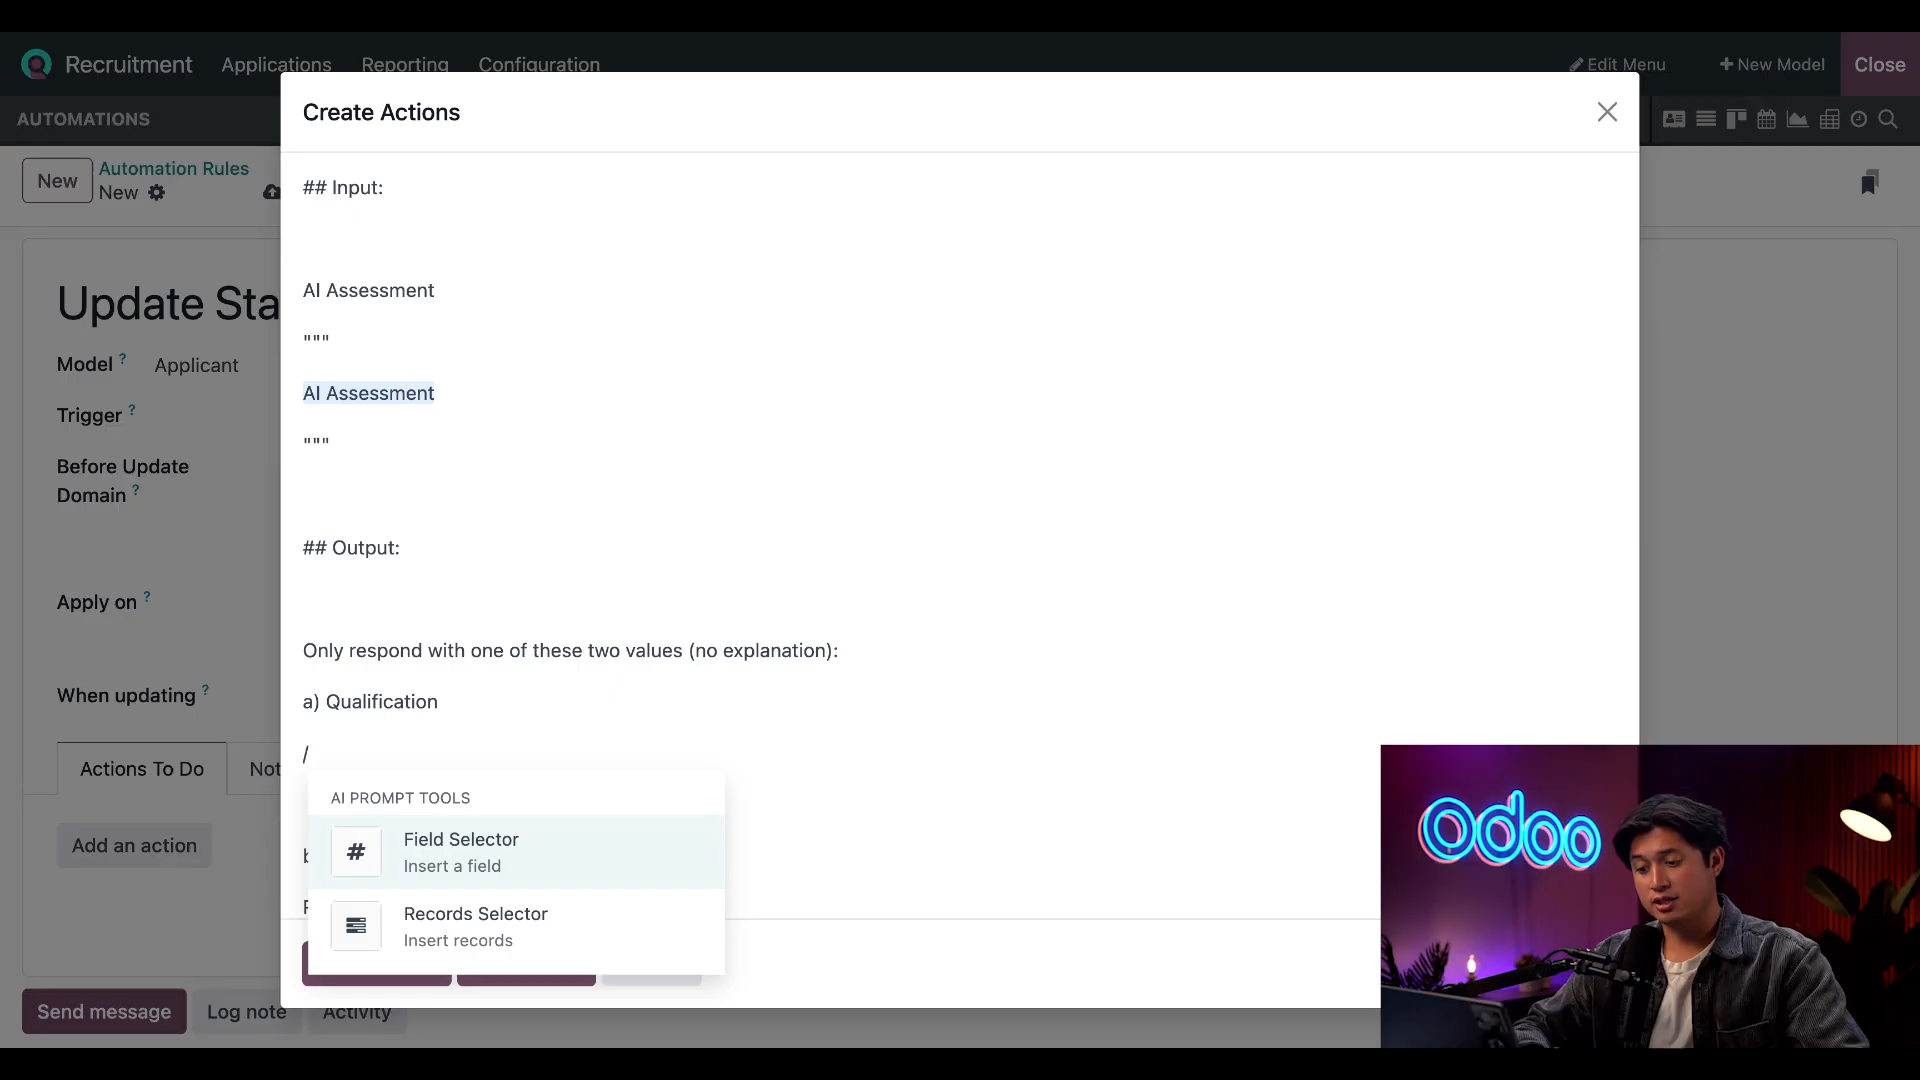 Recruitment
Applications
Reporting
Configuration
Edit Menu
New Model
Close
AUTOMATIONS
Create Actions
New
Automation Rules
New
## Input:
AI Assessment
"""
AI Assessment
"""
## Output:
Only respond with one of these two values (no explanation):
a) Qualification
/
Update Sta
Model ?
Applicant
Trigger ?
Before Update
Domain ?
Apply on ?
When updating ?
Actions To Do
Not
Add an action
AI PROMPT TOOLS
Field Selector
Insert a field
Records Selector
Insert records
Send message
Log note
Activity
odoo